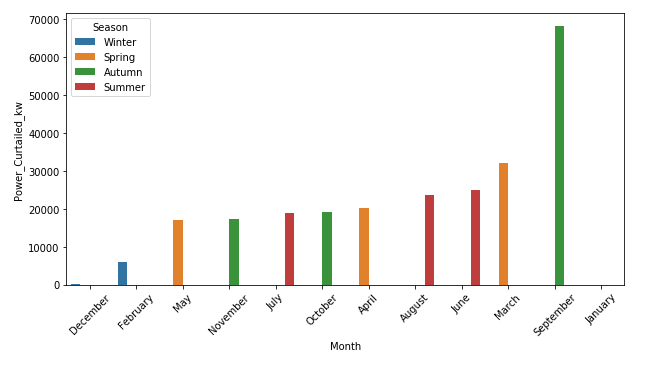 Season
Winter
Spring
Autumn
Summer
Power_Curtailed_kw
70000
60000
50000
40000
30000
20000
10000
0
December
February
May
November
July
October
April
August
June
March
September
January
Month